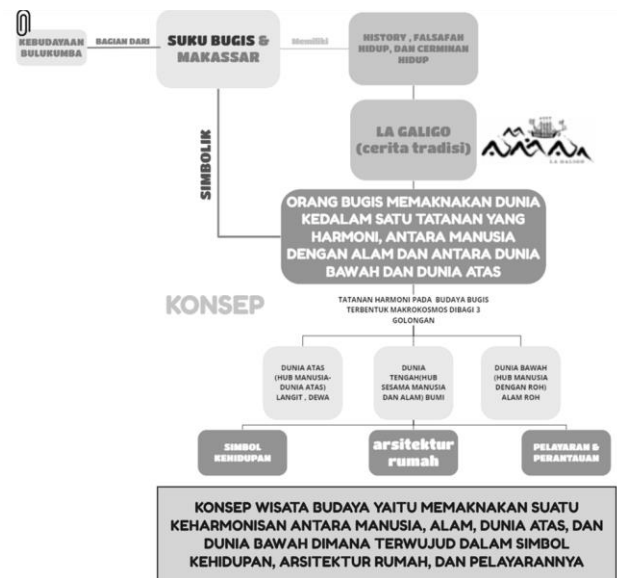 KEBUDAYAAN
BULUKUMBA
BAGIAN DARI
SUKU BUGIS &
MAKASSAR
Memiliki
HISTORY , FALSAFAH
HIDUP, DAN CERMINAN
HIDUP
LA GALIGO
(cerita tradisi)
LA GALIGO
SIMBOLIK
ORANG BUGIS MEMAKNAKAN DUNIA
KEDALAM SATU TATANAN YANG
HARMONI, ANTARA MANUSIA
DENGAN ALAM DAN ANTARA DUNIA
BAWAH DAN DUNIA ATAS
KONSEP
TATANAN HARMONI PADA BUDAYA BUGIS
TERBENTUK MAKROKOSMOS DIBAGI 3
GOLONGAN
DUNIA ATAS
(HUB MANUSIA-
DUNIA ATAS)
LANGIT , DEWA
DUNIA
TENGAH(HUB
SESAMA MANUSIA
DAN ALAM) BUMI
DUNIA BAWAH
(HUB MANUSIA
DENGAN ROH)
ALAM ROH
SIMBOL
KEHIDUPAN
arsitektur
rumah
PELAYARAN &
PERANTAUAN
KONSEP WISATA BUDAYA YAITU MEMAKNAKAN SUATU
KEHARMONISAN ANTARA MANUSIA, ALAM, DUNIA ATAS, DAN
DUNIA BAWAH DIMANA TERWUJUD DALAM SIMBOL
KEHIDUPAN, ARSITEKTUR RUMAH, DAN PELAYARANNYA